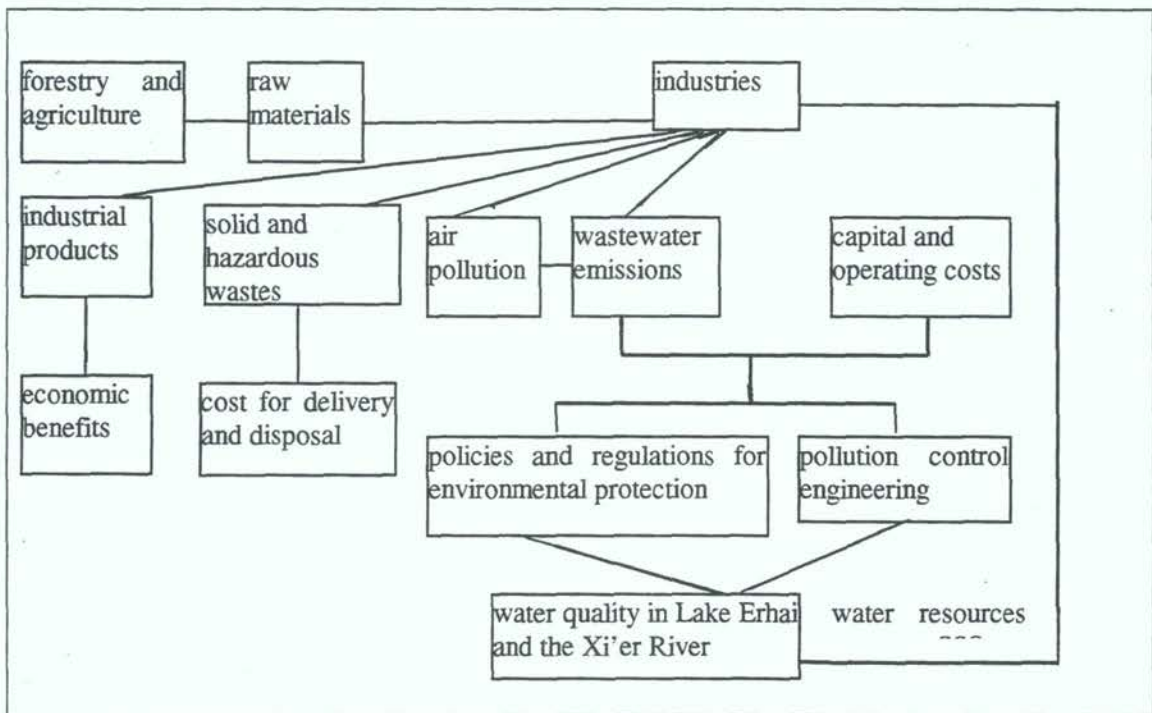 forestry and
agriculture
raw
materials
industries
industrial
products
solid and
hazardous
wastes
air
pollution
wastewater
emissions
capital and
operating costs
economic
benefits
cost for delivery
and disposal
policies and regulations for
environmental protection
pollution control
engineering
water quality in Lake Erhai
and the Xi'er River
water resources